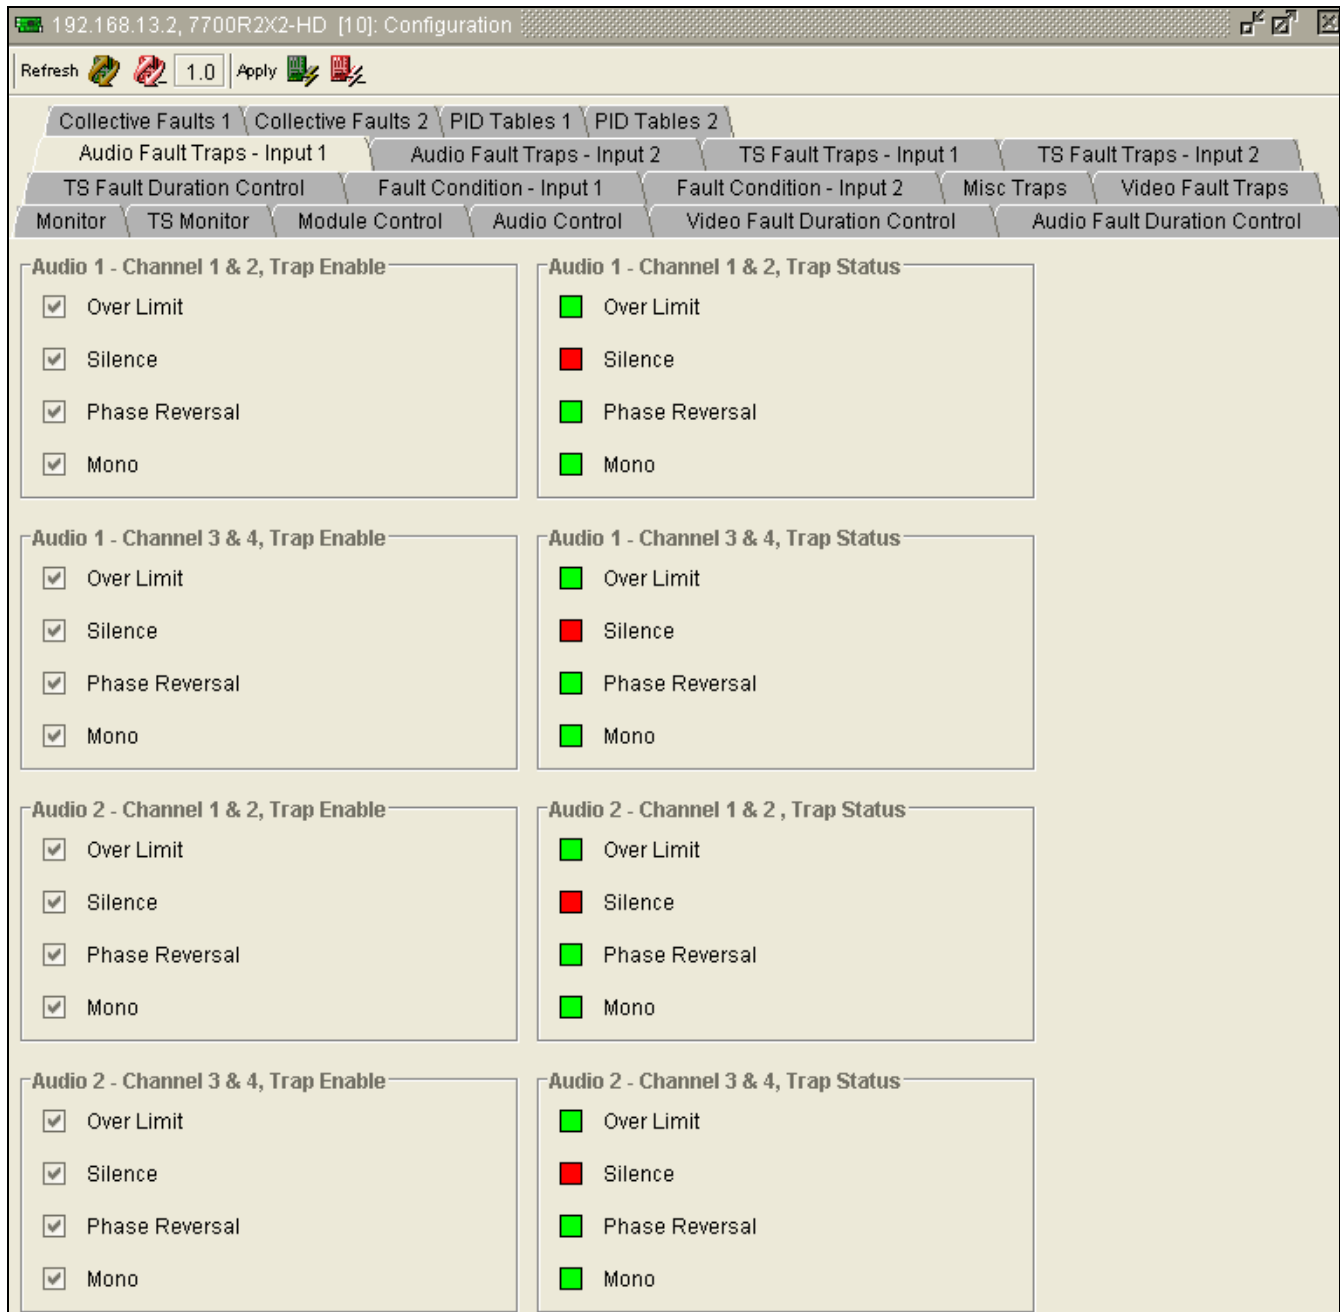 192.168.13.2, 7700R2X2-HD [10]: Configuration
Refresh 1.0 Apply
Collective Faults 1 Collective Faults 2 PID Tables 1 PID Tables 2
Audio Fault Traps - Input 1 Audio Fault Traps - Input 2 TS Fault Traps - Input 1 TS Fault Traps - Input 2
TS Fault Duration Control Fault Condition - Input 1 Fault Condition - Input 2 Misc Traps Video Fault Traps
Monitor TS Monitor Module Control Audio Control Video Fault Duration Control Audio Fault Duration Control
Audio 1 - Channel 1 & 2, Trap Enable
Over Limit
Silence
Phase Reversal
Mono
Audio 1 - Channel 1 & 2, Trap Status
Over Limit
Silence
Phase Reversal
Mono
Audio 1 - Channel 3 & 4, Trap Enable
Over Limit
Silence
Phase Reversal
Mono
Audio 1 - Channel 3 & 4, Trap Status
Over Limit
Silence
Phase Reversal
Mono
Audio 2 - Channel 1 & 2, Trap Enable
Over Limit
Silence
Phase Reversal
Mono
Audio 2 - Channel 1 & 2 , Trap Status
Over Limit
Silence
Phase Reversal
Mono
Audio 2 - Channel 3 & 4, Trap Enable
Over Limit
Silence
Phase Reversal
Mono
Audio 2 - Channel 3 & 4, Trap Status
Over Limit
Silence
Phase Reversal
Mono